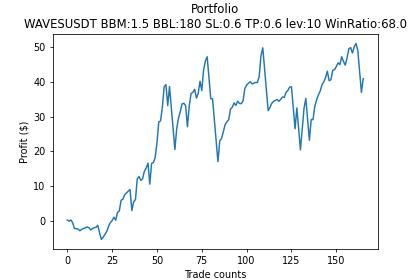 Portfolio
WAVESUSDT BBM:1.5 BBL:180 SL:0.6 TP:0.6 lev:10 WinRatio:68.0
50
40
30
20
10
0
Profit ($)
0 25 50 75 100 125 150
Trade counts